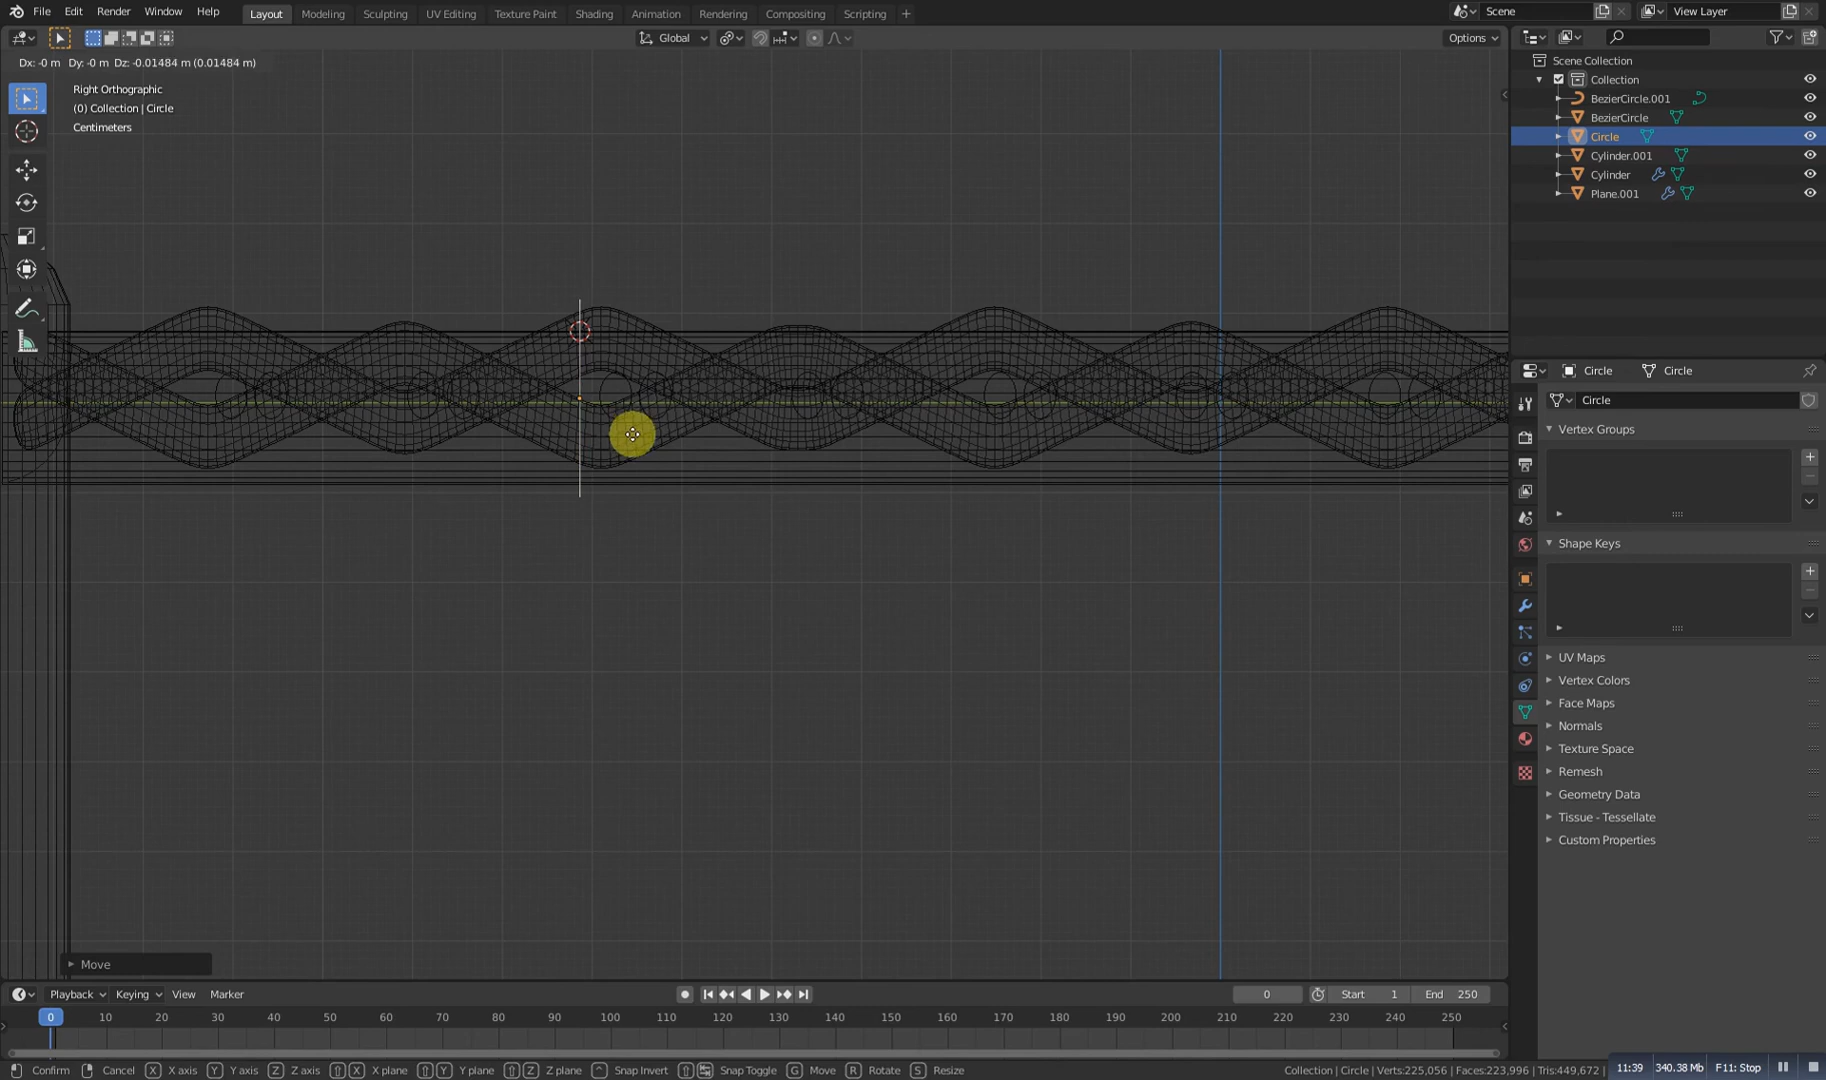 File Edit Render Window Help Layout Modeling Sculpting UV Editing Texture Paint Shading Animation Rendering Compositing Scripting + Scene View Layer
Global Options
Dx: -0 m Dy: -0 m Dz: -0.01484 m (0.01484 m)
Right Orthographic
(0) Collection | Circle
Centimeters
Scene Collection
Collection
BezierCircle.001
BezierCircle
Circle
Cylinder.001
Cylinder
Plane.001
Circle Circle
Circle
Vertex Groups
Shape Keys
UV Maps
Vertex Colors
Face Maps
Normals
Texture Space
Remesh
Geometry Data
Tissue - Tessellate
Custom Properties
Move
Playback Keying View Marker 0 Start 1 End 250
0 10 20 30 40 50 60 70 80 90 100 110 120 130 140 150 160 170 180 190 200 210 220 230 240 250
Confirm Cancel X X axis Y Y axis Z Z axis X X plane Y Y plane Z Z plane Snap Invert Snap Toggle G Move R Rotate S Resize Collection | Circle | Verts:225,056 | Faces:223,996 | Tris:449,672 | 11:39 340.38 Mb F11: Stop